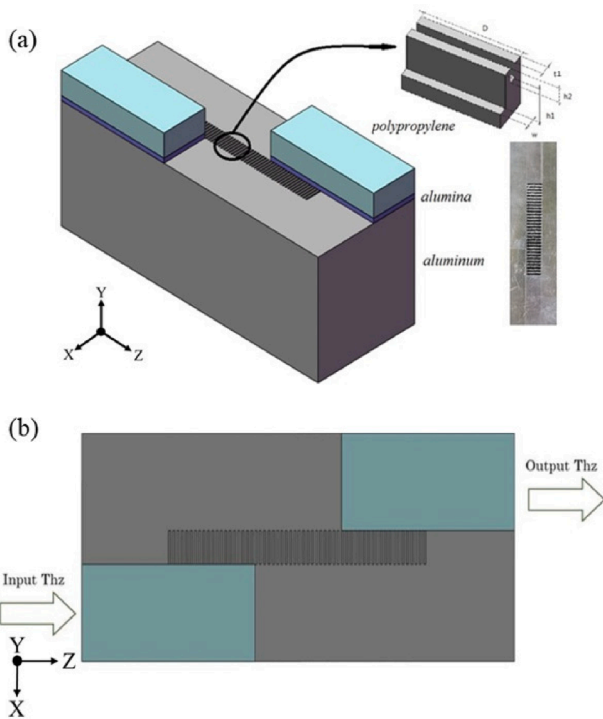 (a)
D
t1
h2
h1
w
polypropylene
alumina
aluminum
Y
X
Z
(b)
Output Thz
Input Thz
Y
Z
X